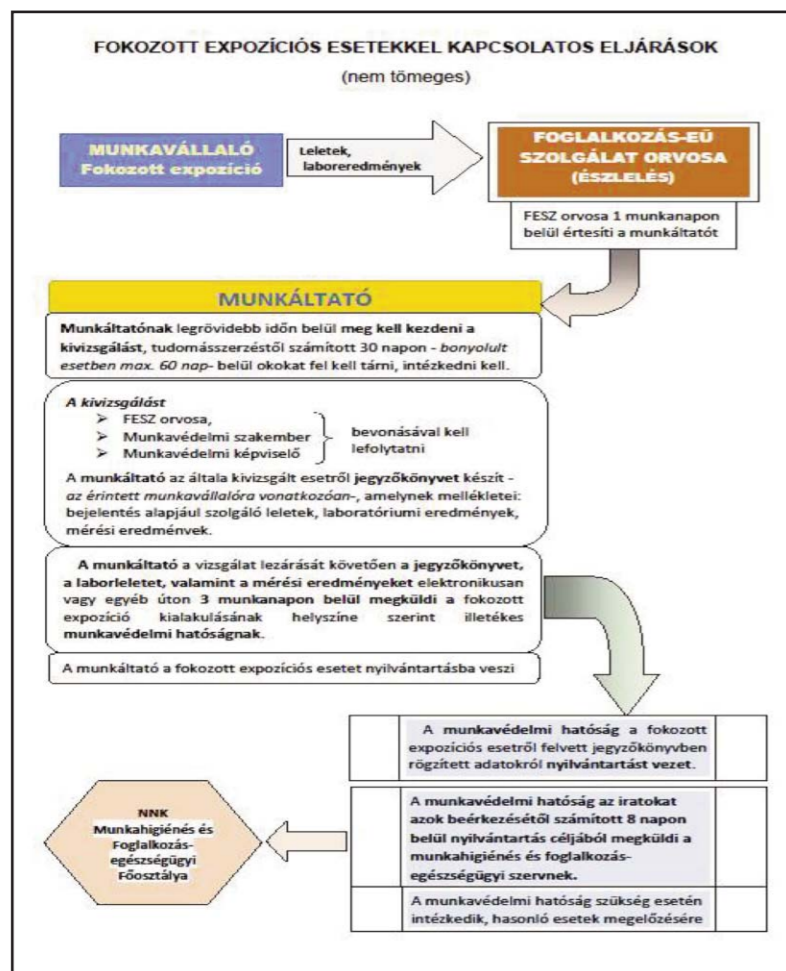 FOKOZOTT EXPOZÍCIÓS ESETEKKEL KAPCSOLATOS ELJÁRÁSOK
(nem tömeges)
MUNKAVÁLLALÓ
Fokozott expozíció
Leletek,
laboreredmények
FOGLALKOZÁS-EÜ
SZOLGÁLAT ORVOSA
(ÉSZLELÉS)
FESZ orvosa 1 munkanapon
belül értesíti a munkáltatót
MUNKÁLTATÓ
Munkáltatónak legrövidebb időn belül meg kell kezdeni a
kivizsgálást, tudomásszerzéstől számított 30 napon - bonyolult
esetben max. 60 nap- belül okokat fel kell tárni, intézkedni kell.
A kivizsgálást
➢ FESZ orvosa,
➢ Munkavédelmi szakember
➢ Munkavédelmi képviselő
bevonásával kell
lefolytatni
A munkáltató az általa kivizsgált esetről jegyzőkönyvet készít -
az érintett munkavállalóra vonatkozóan-, amelynek mellékletei:
bejelentés alapjául szolgáló leletek, laboratóriumi eredmények,
mérési eredmények.
A munkáltató a vizsgálat lezárását követően a jegyzőkönyvet,
a laborleletet, valamint a mérési eredményeket elektronikusan
vagy egyéb úton 3 munkanapon belül megküldi a fokozott
expozíció kialakulásának helyszíne szerint illetékes
munkavédelmi hatóságnak.
A munkáltató a fokozott expozíciós esetet nyilvántartásba veszi
A munkavédelmi hatóság a fokozott
expozíciós esetről felvett jegyzőkönyvben
rögzített adatokról nyilvántartást vezet.
A munkavédelmi hatóság az iratokat
azok beérkezésétől számított 8 napon
belül nyilvántartás céljából megküldi a
munkahigiénés és foglalkozás-
egészségügyi szervnek.
A munkavédelmi hatóság szükség esetén
intézkedik, hasonló esetek megelőzésére
NNK
Munkahigiénés és
Foglalkozás-
egészségügyi
Főosztálya